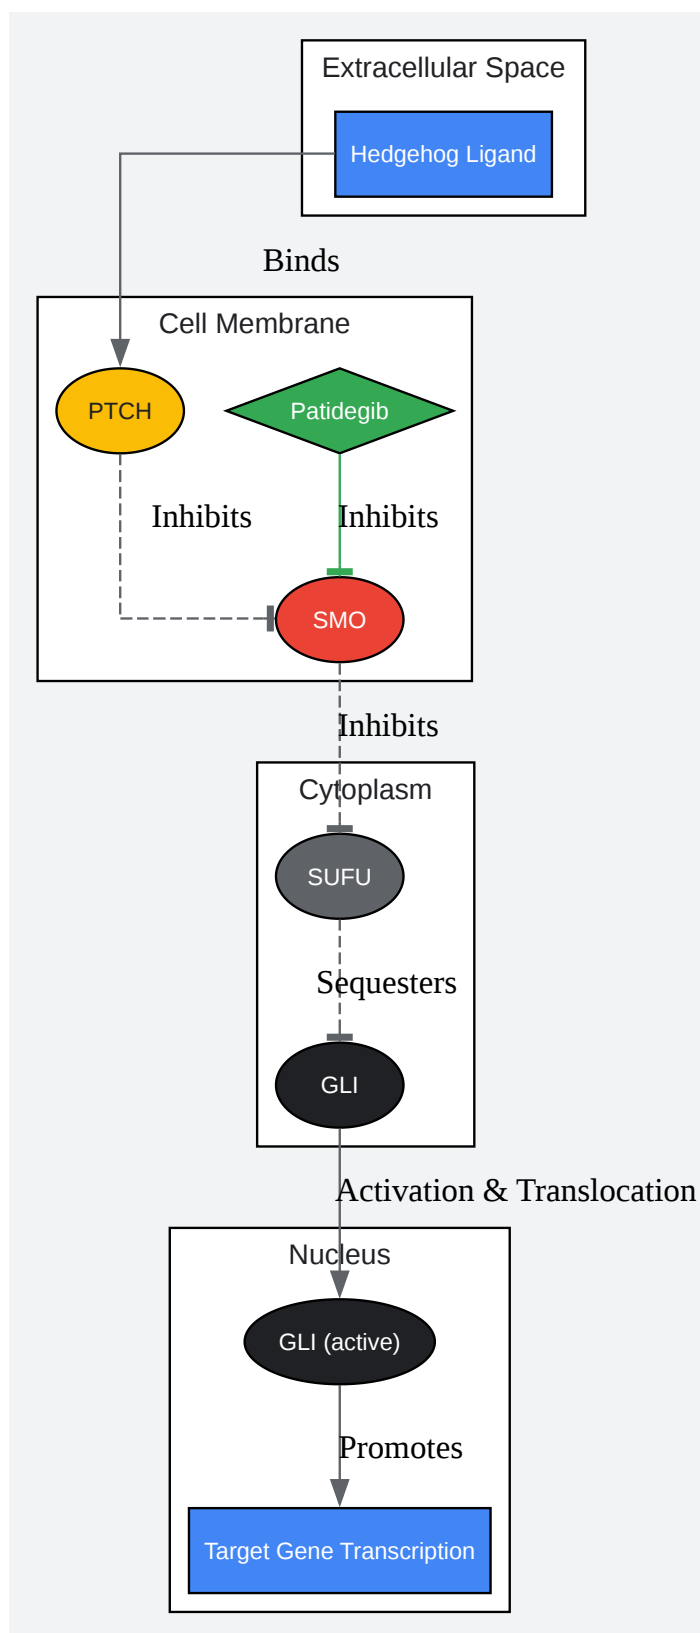 Extracellular Space
Hedgehog Ligand
Binds
Cell Membrane
PTCH
Patidegib
Inhibits
Inhibits
SMO
Inhibits
Cytoplasm
SUFU
Sequesters
GLI
Activation & Translocation
Nucleus
GLI (active)
Promotes
Target Gene Transcription